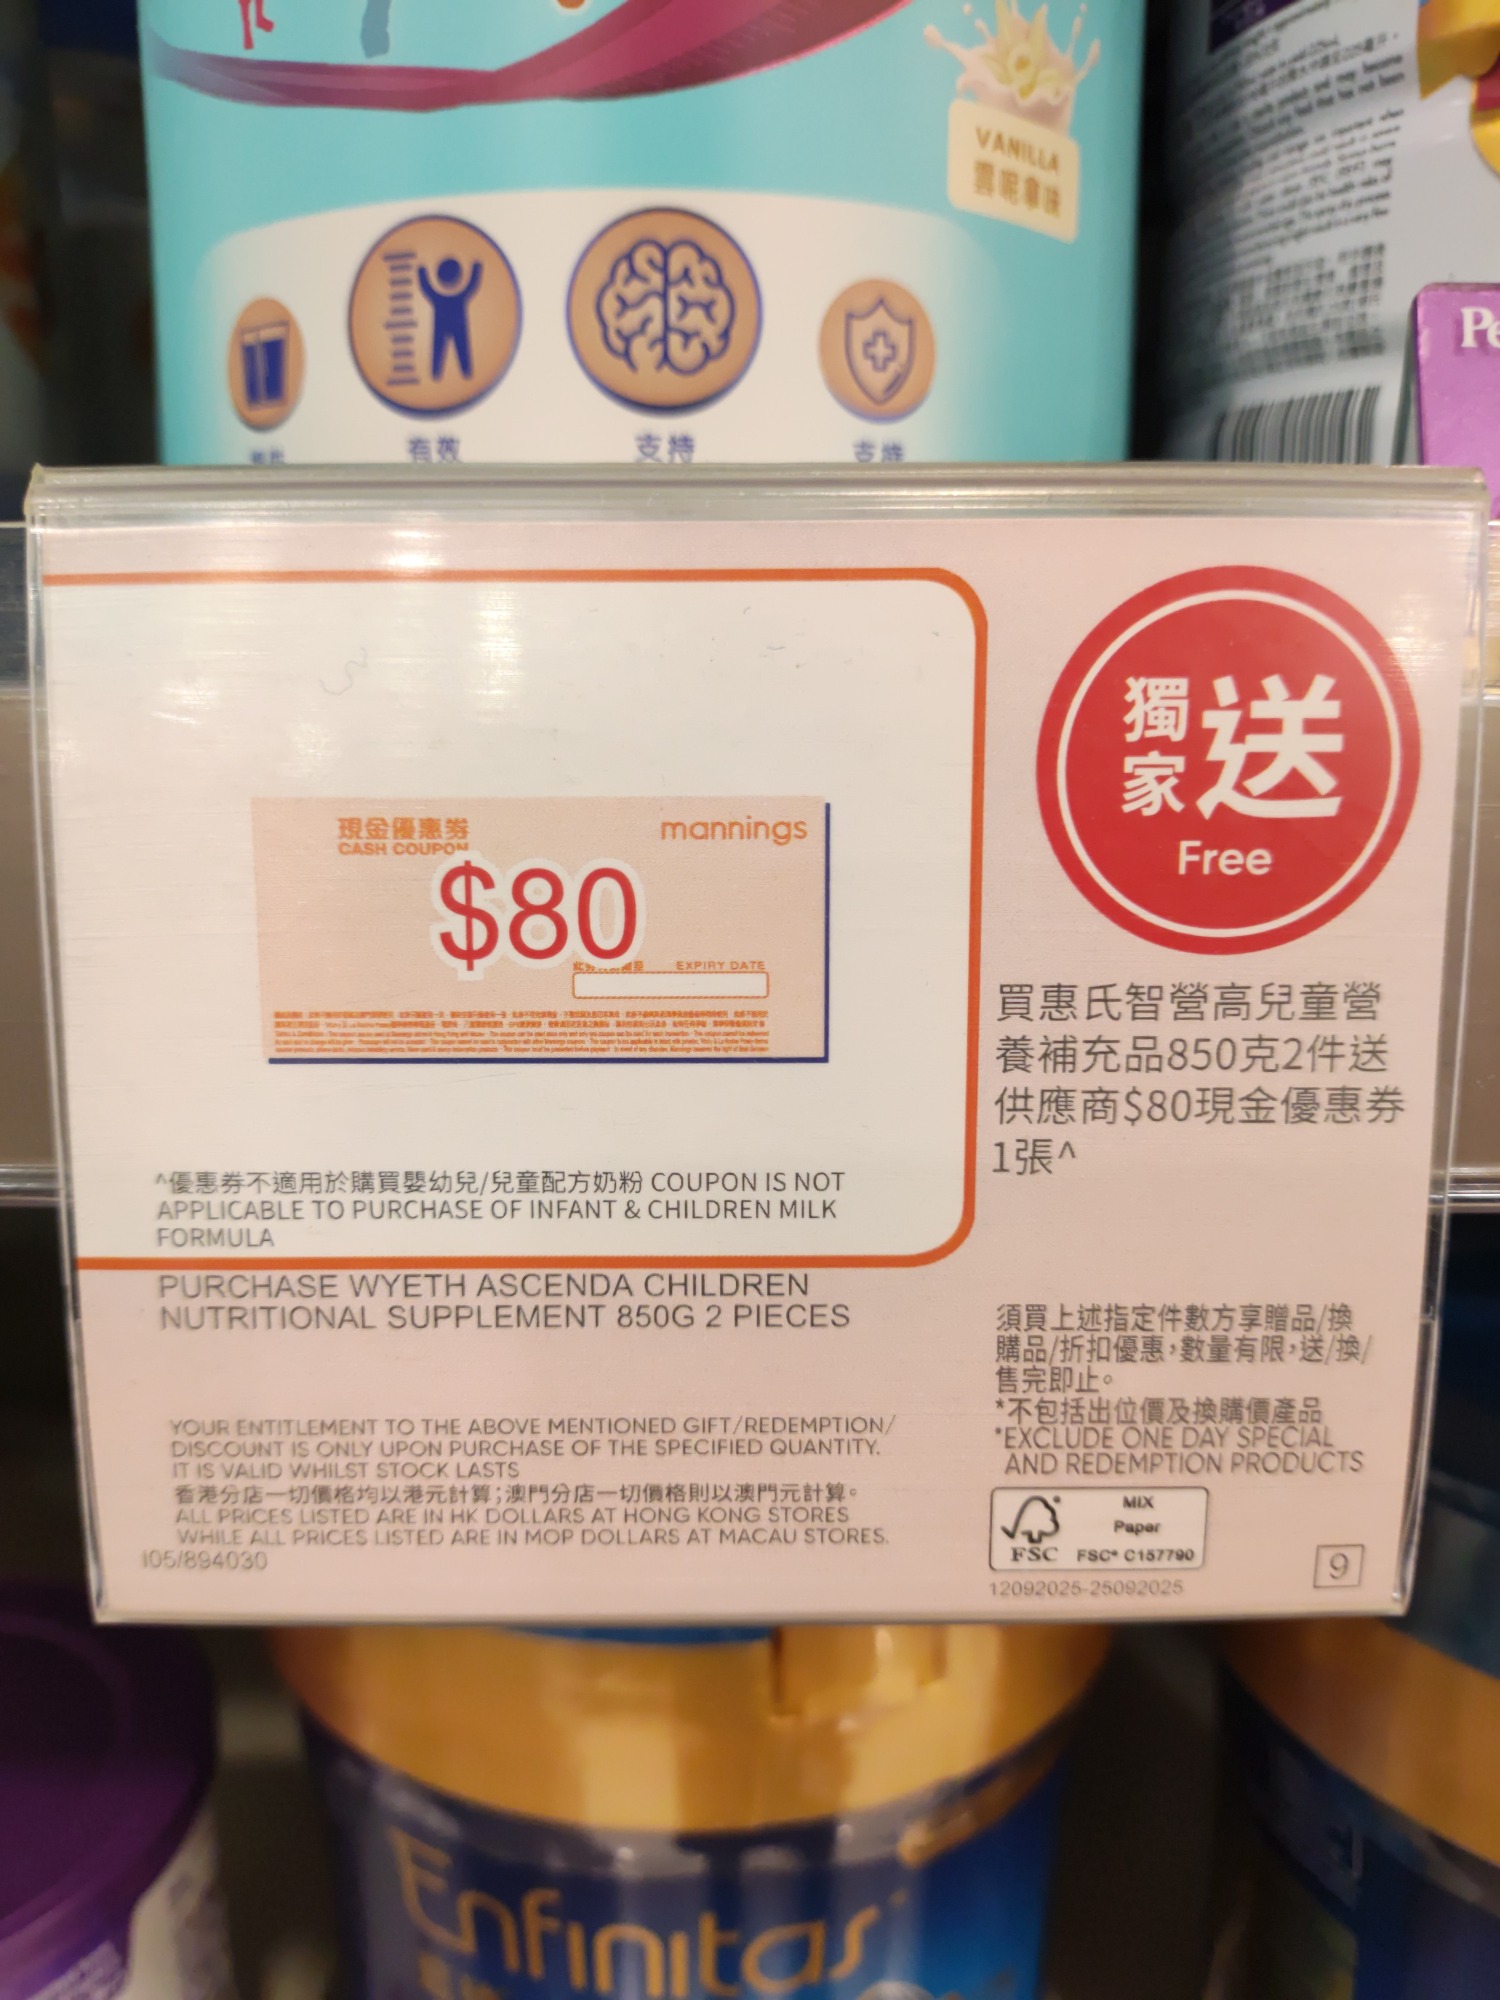 VANILLA
雲呢拿味
有效
支持
支持
Pe
獨家
送
Free
現金優惠券
mannings
CASH COUPON
$80
EXPIRY DATE
買惠氏智營高兒童營
養補充品850克2件送
供應商$80現金優惠券
1張^
^優惠券不適用於購買嬰幼兒/兒童配方奶粉 COUPON IS NOT
APPLICABLE TO PURCHASE OF INFANT & CHILDREN MILK
FORMULA
PURCHASE WYETH ASCENDA CHILDREN
NUTRITIONAL SUPPLEMENT 850G 2 PIECES
須買上述指定件數方享贈品/換
購品/折扣優惠,數量有限,送/換/
售完即止。
*不包括出位價及換購價產品
*EXCLUDE ONE DAY SPECIAL
AND REDEMPTION PRODUCTS
YOUR ENTITLEMENT TO THE ABOVE MENTIONED GIFT/REDEMPTION/
DISCOUNT IS ONLY UPON PURCHASE OF THE SPECIFIED QUANTITY.
IT IS VALID WHILST STOCK LASTS
香港分店一切價格均以港元計算;澳門分店一切價格則以澳門元計算。
ALL PRICES LISTED ARE IN HK DOLLARS AT HONG KONG STORES
WHILE ALL PRICES LISTED ARE IN MOP DOLLARS AT MACAU STORES.
105/894030
MIX
Paper
FSC
FSC® C157790
12092025-25092025
9
Enfinitas